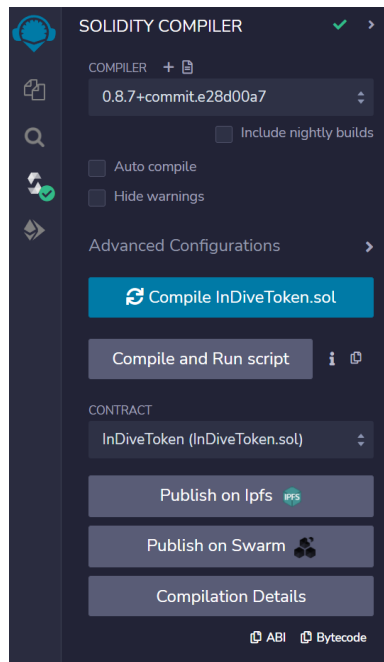 SOLIDITY COMPILER
COMPILER
0.8.7+commit.e28d00a7
Include nightly builds
Auto compile
Hide warnings
Advanced Configurations
Compile InDiveToken.sol
Compile and Run script
CONTRACT
InDiveToken (InDiveToken.sol)
Publish on Ipfs IPFS
Publish on Swarm
Compilation Details
ABI Bytecode